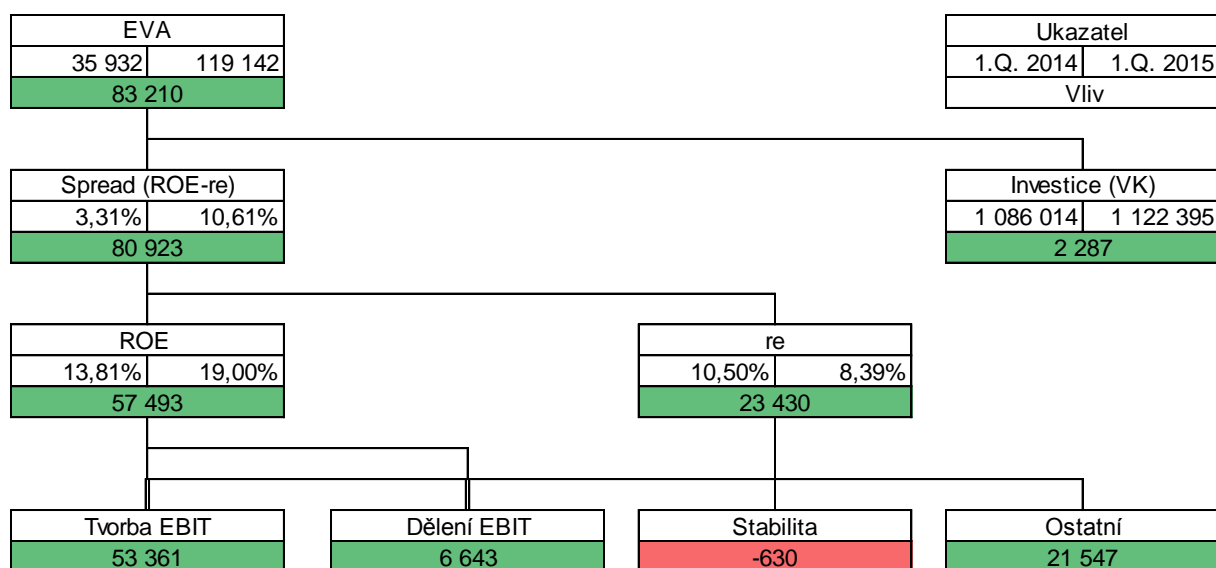 EVA
35 932 119 142
83 210
Ukazatel
1.Q. 2014 1.Q. 2015
Vliv
Spread (ROE-re)
3,31% 10,61%
80 923
Investice (VK)
1 086 014 1 122 395
2 287
ROE
13,81% 19,00%
57 493
re
10,50% 8,39%
23 430
Tvorba EBIT
53 361
Dělení EBIT
6 643
Stabilita
-630
Ostatní
21 547